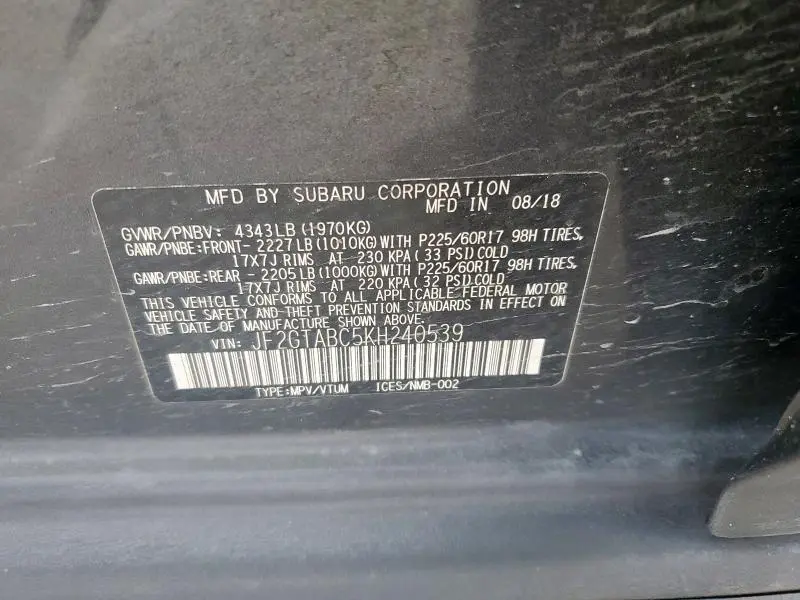 MFD BY SUBARU CORPORATION
MFD IN 08/18
GVWR/PNBV: 4343LB(1970KG)
GAWR/PNBE:FRONT- 2227LB(1010KG)WITH P225/60R17 98H TIRES,
17X7J RIMS AT 230 KPA(33 PSI)COLD
GAWR/PNBE:REAR - 2205LB(1000KG)WITH P225/60R17 98H TIRES,
17X7J RIMS AT 220 KPA(32 PSI)COLD
THIS VEHICLE CONFORMS TO ALL APPLICABLE FEDERAL MOTOR
VEHICLE SAFETY AND THEFT PREVENTION STANDARDS IN EFFECT ON
THE DATE OF MANUFACTURE SHOWN ABOVE.
VIN: JF2GTABC5KH240539
TYPE:MPV/VTUM ICES/NMB-002